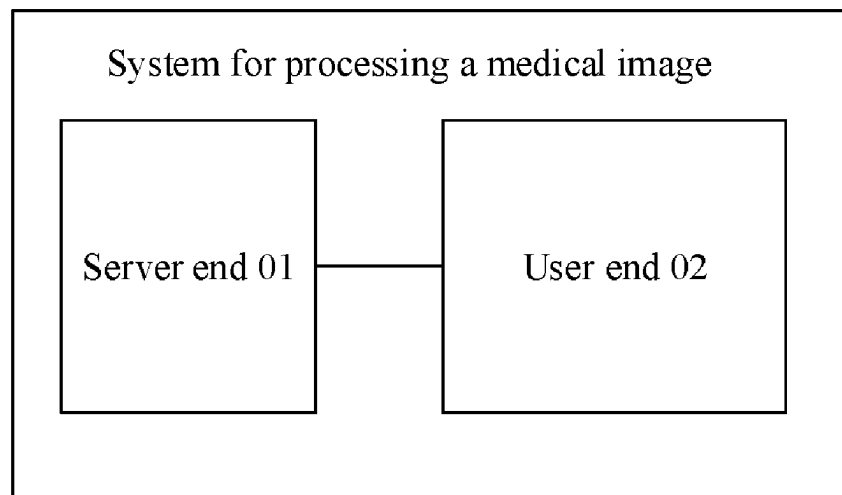 System for processing a medical image
Server end 01
User end 02